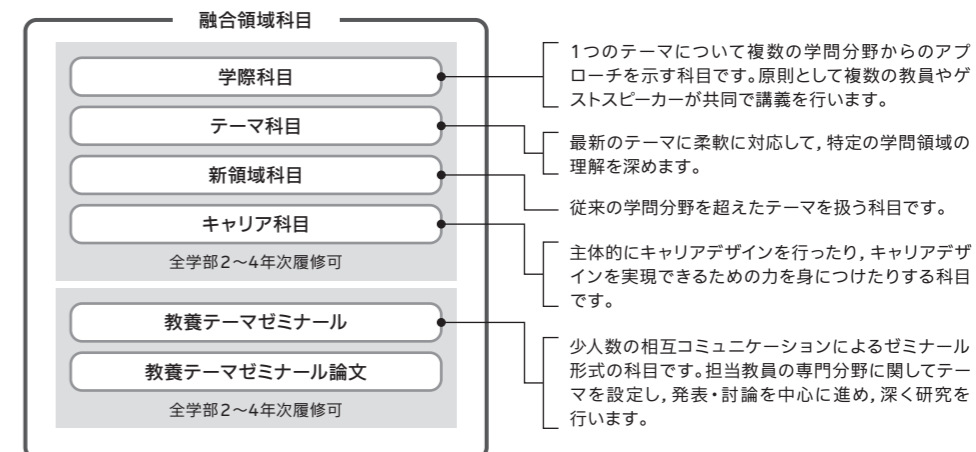 融合領域科目
学際科目
テーマ科目
新領域科目
キャリア科目
全学部2～4年次履修可
教養テーマゼミナール
教養テーマゼミナール論文
全学部2～4年次履修可
1つのテーマについて複数の学問分野からのアプ
ローチを示す科目です。原則として複数の教員やゲ
ストスピーカーが共同で講義を行います。
最新のテーマに柔軟に対応して,特定の学問領域の
理解を深めます。
従来の学問分野を超えたテーマを扱う科目です。
主体的にキャリアデザインを行ったり,キャリアデザ
インを実現できるための力を身につけたりする科目
です。
少人数の相互コミュニケーションによるゼミナール
形式の科目です。担当教員の専門分野に関してテー
マを設定し,発表・討論を中心に進め,深く研究を
行います。